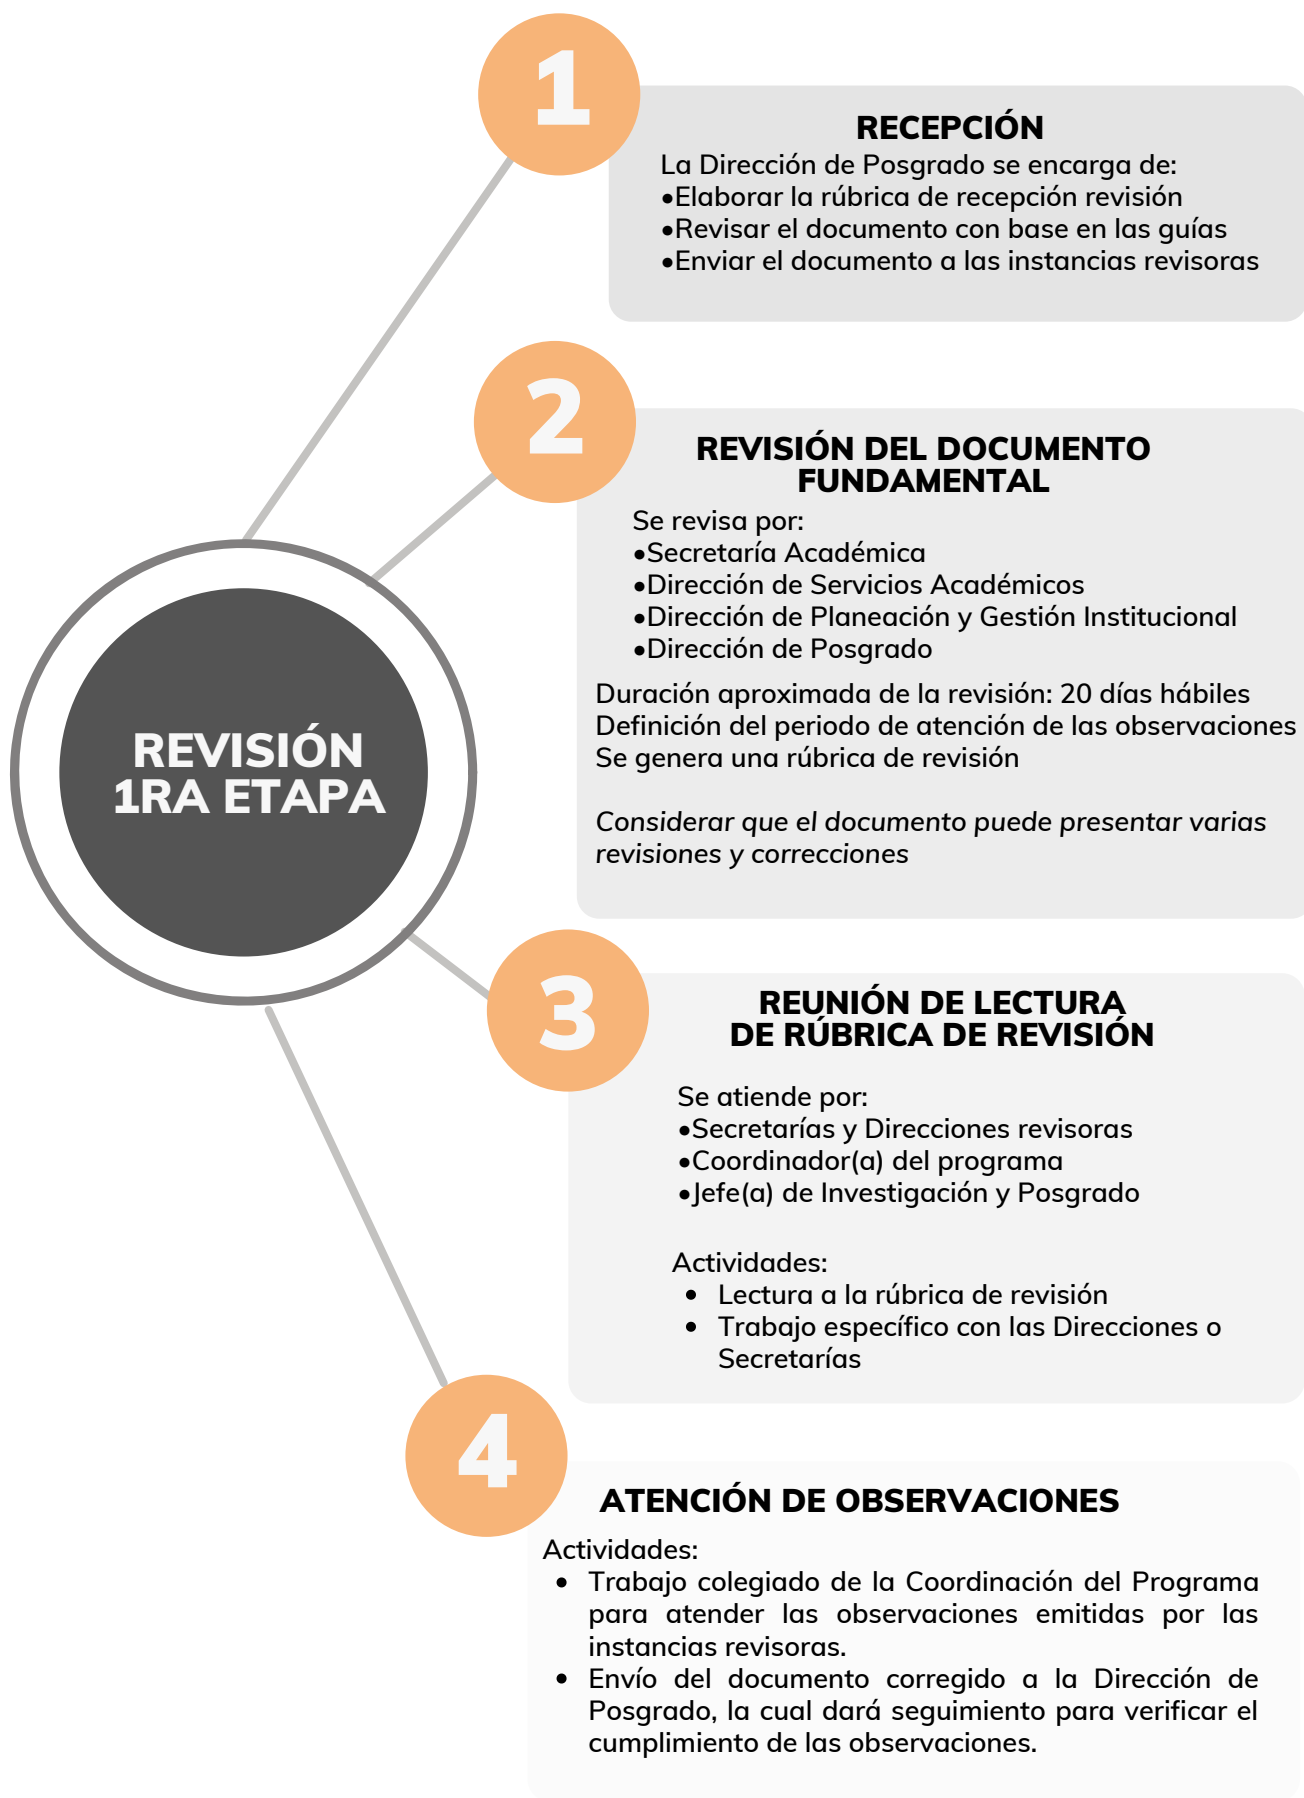 1
RECEPCIÓN
La Dirección de Posgrado se encarga de:
•Elaborar la rúbrica de recepción revisión
•Revisar el documento con base en las guías
•Enviar el documento a las instancias revisoras
2
REVISIÓN DEL DOCUMENTO
FUNDAMENTAL
Se revisa por:
•Secretaría Académica
•Dirección de Servicios Académicos
•Dirección de Planeación y Gestión Institucional
•Dirección de Posgrado
Duración aproximada de la revisión: 20 días hábiles
Definición del periodo de atención de las observaciones
Se genera una rúbrica de revisión
Considerar que el documento puede presentar varias
revisiones y correcciones
REVISIÓN
1RA ETAPA
3
REUNIÓN DE LECTURA
DE RÚBRICA DE REVISIÓN
Se atiende por:
•Secretarías y Direcciones revisoras
•Coordinador(a) del programa
•Jefe(a) de Investigación y Posgrado
Actividades:
• Lectura a la rúbrica de revisión
• Trabajo específico con las Direcciones o
Secretarías
4
ATENCIÓN DE OBSERVACIONES
Actividades:
• Trabajo colegiado de la Coordinación del Programa
para atender las observaciones emitidas por las
instancias revisoras.
• Envío del documento corregido a la Dirección de
Posgrado, la cual dará seguimiento para verificar el
cumplimiento de las observaciones.